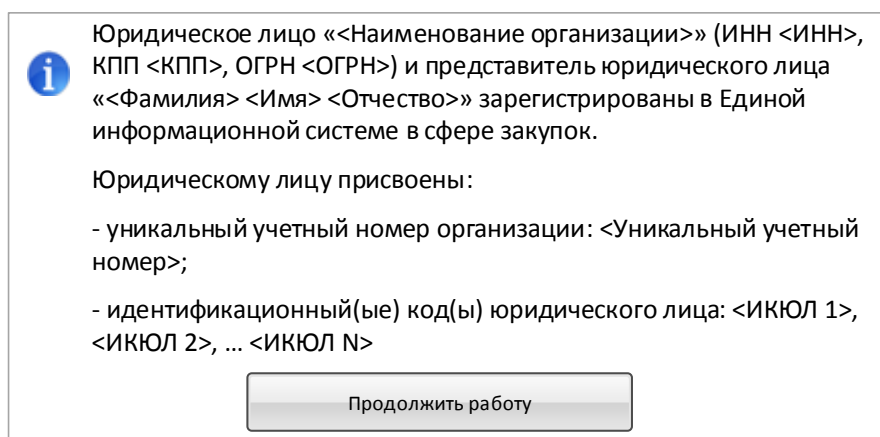 Юридическое лицо «<Наименование организации>» (ИНН <ИНН>,
КПП <КПП>, ОГРН <ОГРН>) и представитель юридического лица
«<Фамилия> <Имя> <Отчество>» зарегистрированы в Единой
информационной системе в сфере закупок.
Юридическому лицу присвоены:
- уникальный учетный номер организации: <Уникальный учетный
номер>;
- идентификационный(ые) код(ы) юридического лица: <ИКЮЛ 1>,
<ИКЮЛ 2>, ... <ИКЮЛ N>
Продолжить работу